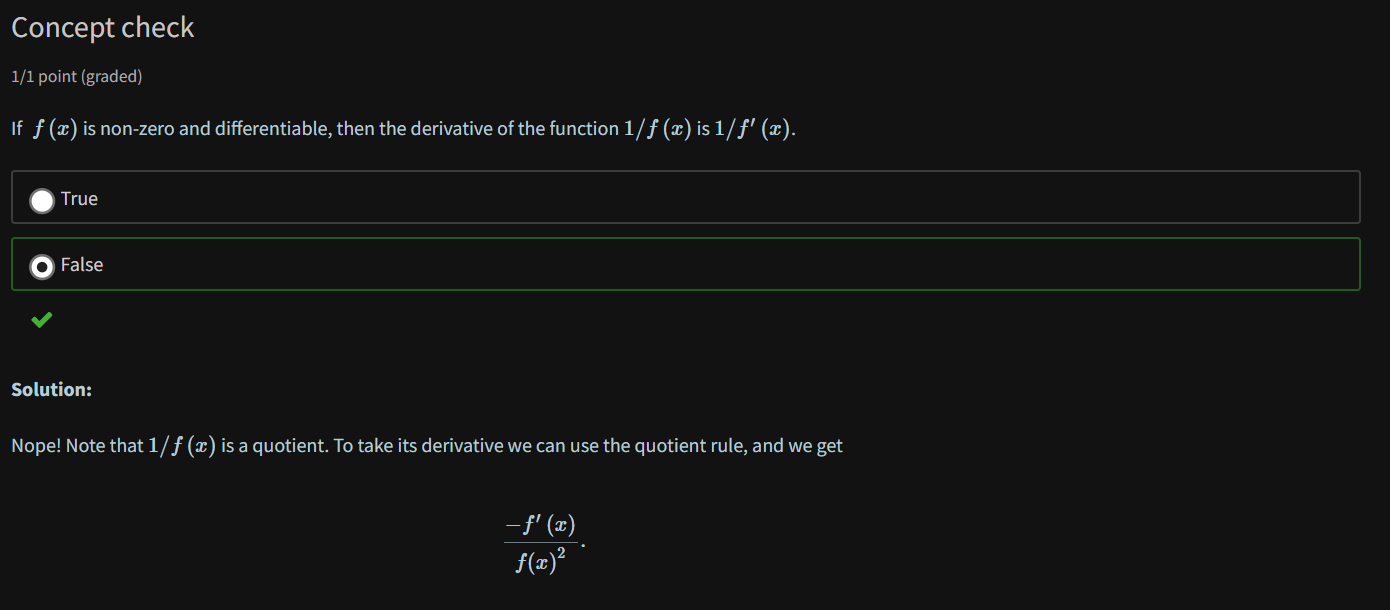 Concept check
1/1 point (graded)
If f(x) is non-zero and differentiable, then the derivative of the function 1/f(x) is 1/f′(x).
True
False
Solution:
Nope! Note that 1/f(x) is a quotient. To take its derivative we can use the quotient rule, and we get
−f′(x)
f(x)² .